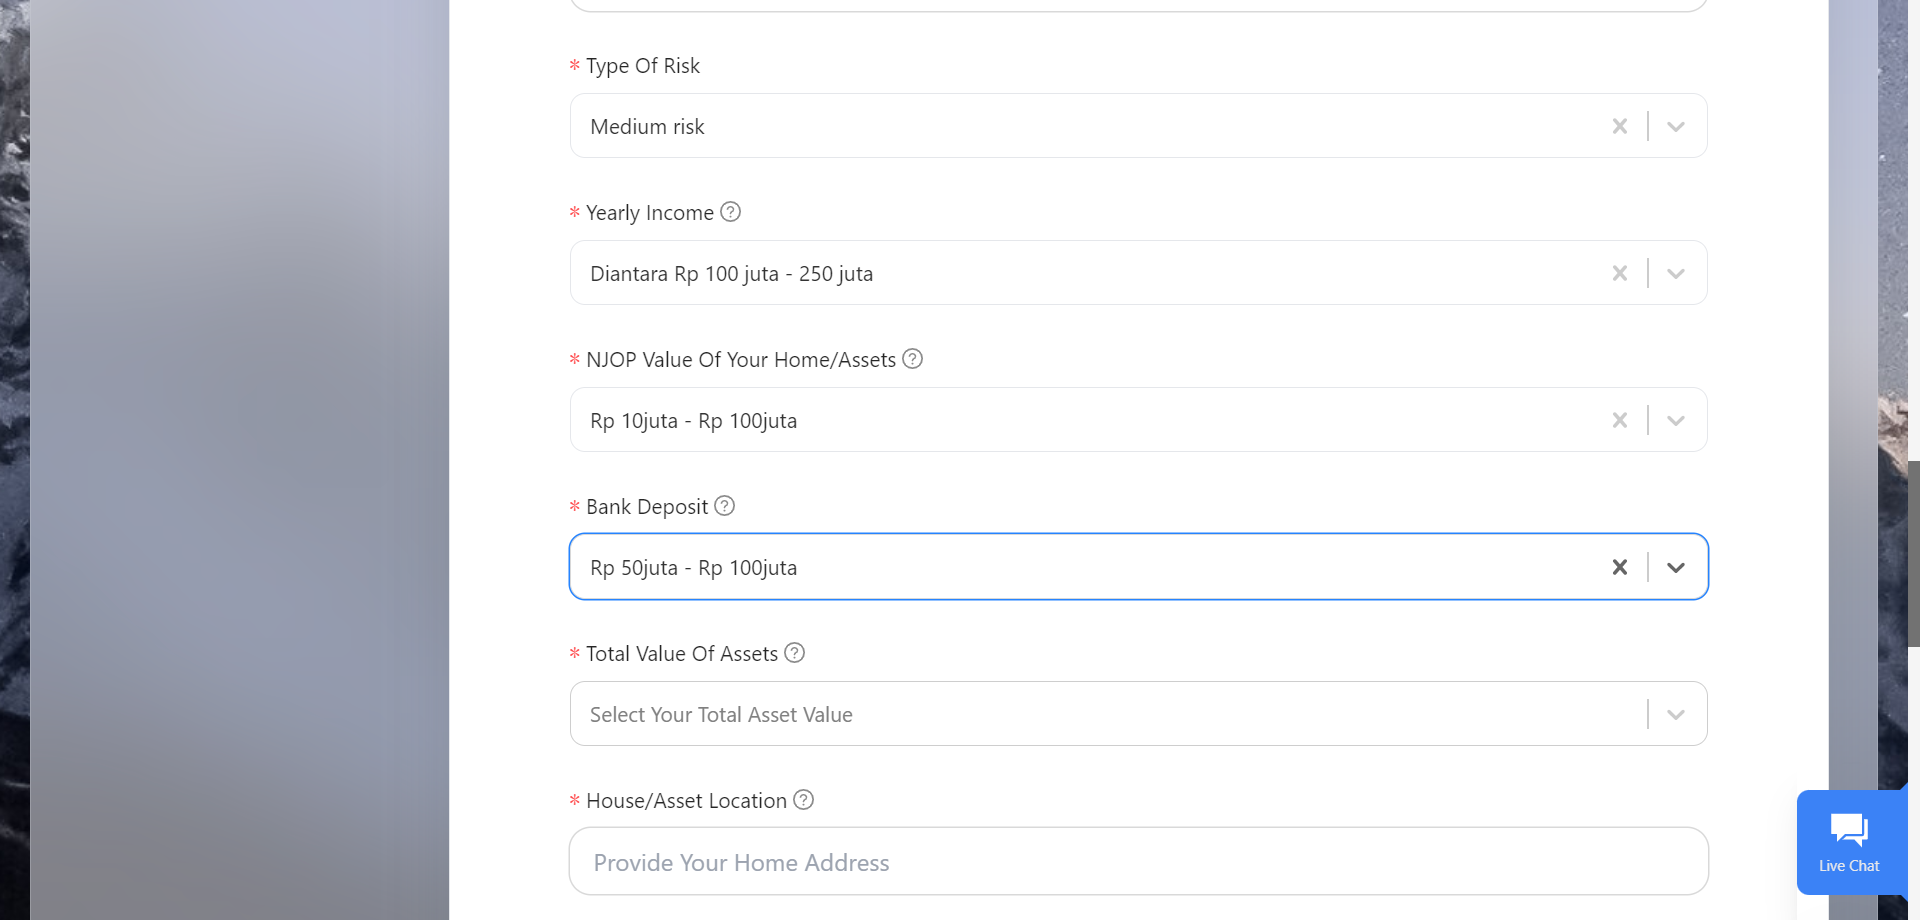 * Type Of Risk
Medium risk
* Yearly Income
Diantara Rp 100 juta - 250 juta
* NJOP Value Of Your Home/Assets
Rp 10juta - Rp 100juta
* Bank Deposit
Rp 50juta - Rp 100juta
* Total Value Of Assets
Select Your Total Asset Value
* House/Asset Location
Provide Your Home Address
Live Chat